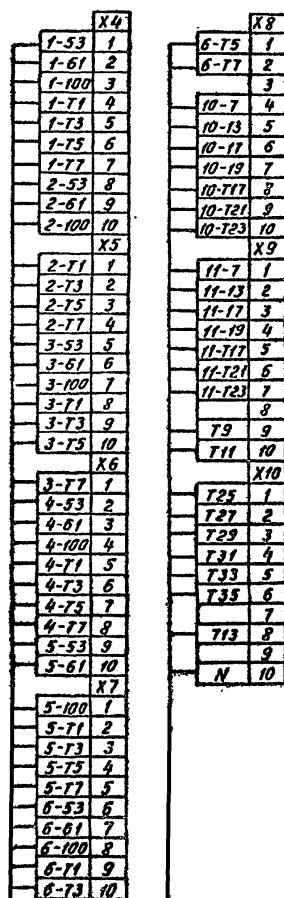 X4
1-53 1
1-61 2
1-100 3
1-T1 4
1-T3 5
1-T5 6
1-T7 7
2-53 8
2-61 9
2-100 10
X5
2-T1 1
2-T3 2
2-T5 3
2-T7 4
3-53 5
3-61 6
3-100 7
3-T1 8
3-T3 9
3-T5 10
X6
3-T7 1
4-53 2
4-61 3
4-100 4
4-T1 5
4-T3 6
4-T5 7
4-T7 8
5-53 9
5-61 10
X7
5-100 1
5-T1 2
5-T3 3
5-T5 4
5-T7 5
6-53 6
6-61 7
6-100 8
6-T1 9
6-T3 10
X8
6-T5 1
6-T7 2
3
10-7 4
10-13 5
10-17 6
10-19 7
10-T17 8
10-T21 9
10-T23 10
X9
11-7 1
11-13 2
11-17 3
11-19 4
11-T17 5
11-T21 6
11-T23 7
8
T9 9
T11 10
X10
T25 1
T27 2
T29 3
T31 4
T33 5
T35 6
7
T13 8
9
N 10